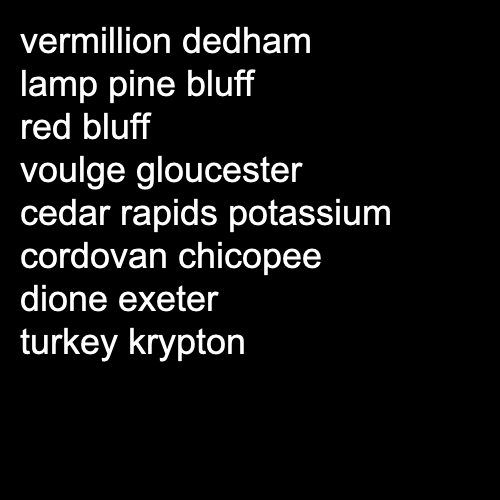 vermillion dedham
lamp pine bluff
red bluff
voulge gloucester
cedar rapids potassium
cordovan chicopee
dione exeter
turkey krypton